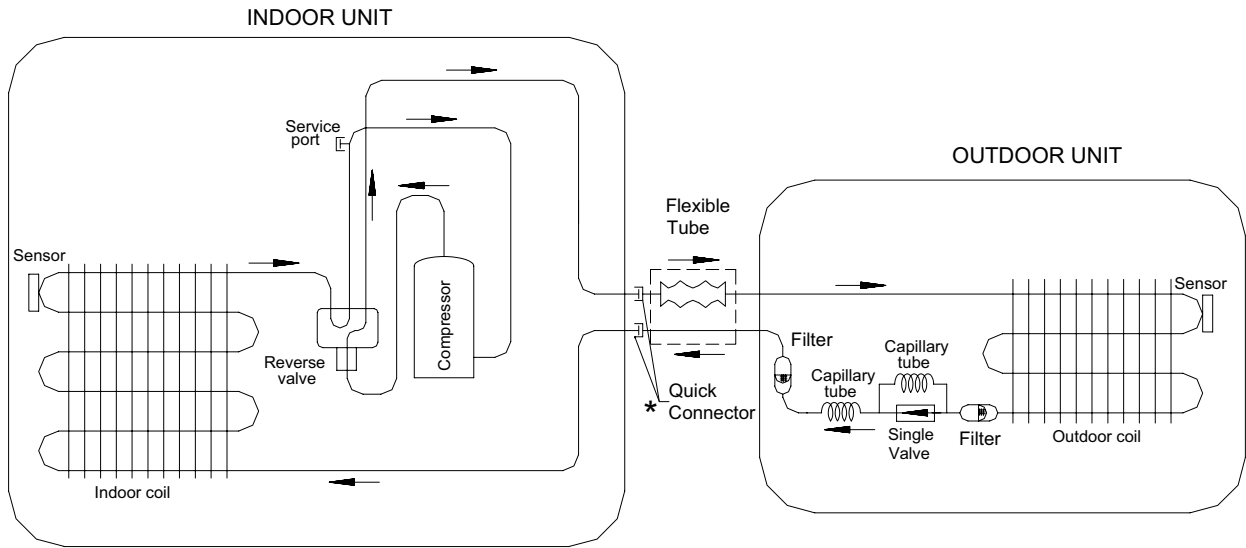 INDOOR UNIT
Service
port
OUTDOOR UNIT
Flexible
Tube
Sensor
Sensor
Compressor
Reverse
valve
Filter
Capillary
tube
Capillary
tube
* Quick
Connector
Single
Valve
Filter
Outdoor coil
Indoor coil